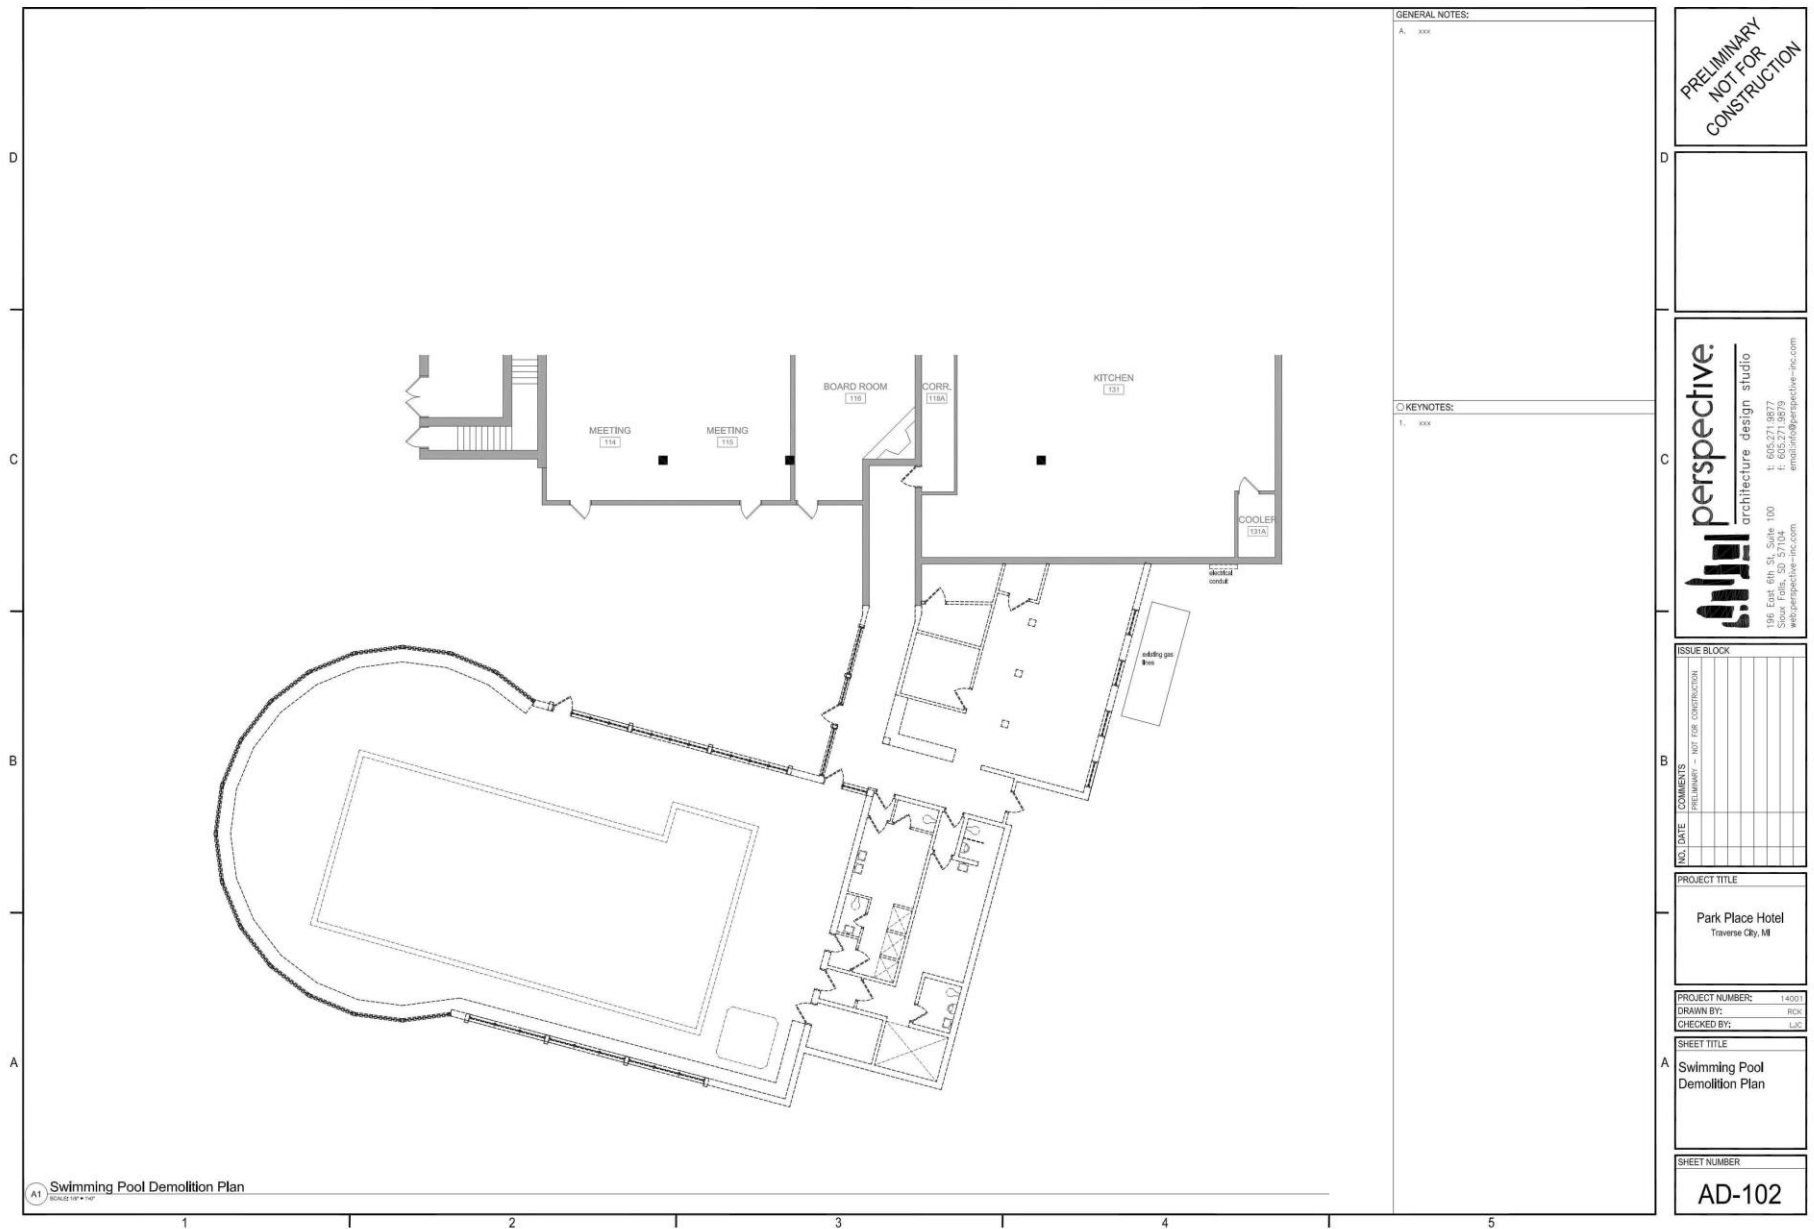 GENERAL NOTES:
A. xxx
KEYNOTES:
1. xxx
PRELIMINARY
NOT FOR
CONSTRUCTION
perspective:
architecture design studio
196 East 6th St, Suite 100
Sioux Falls, SD 57104
web:perspective-inc.com
t: 605.271.9877
f: 605.271.9879
email:info@perspective-inc.com
ISSUE BLOCK
NO. DATE COMMENTS
PRELIMINARY - NOT FOR CONSTRUCTION
PROJECT TITLE
Park Place Hotel
Traverse City, MI
PROJECT NUMBER: 14001
DRAWN BY: RCK
CHECKED BY: LJC
SHEET TITLE
Swimming Pool
Demolition Plan
SHEET NUMBER
AD-102
D
C
B
A
D
C
B
A
1
2
3
4
5
BOARD ROOM
116
CORR.
118A
KITCHEN
131
MEETING
114
MEETING
115
COOLER
131A
electrical
conduit
existing gas
lines
A1
Swimming Pool Demolition Plan
SCALE: 1/8" = 1'-0"